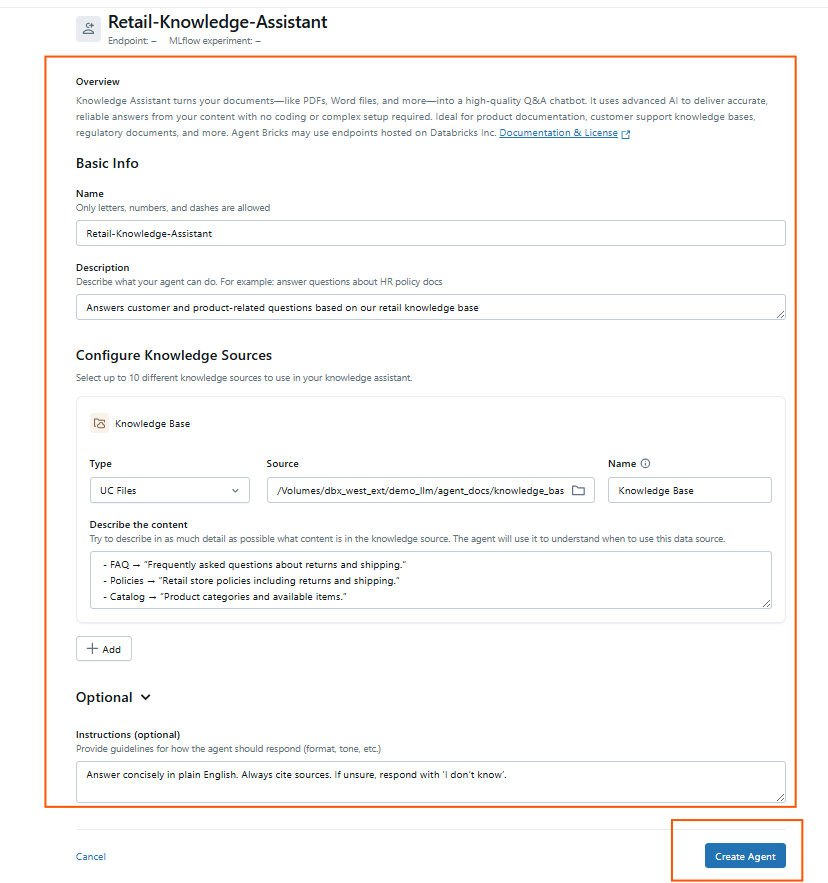 Retail-Knowledge-Assistant
Endpoint: – MLflow experiment: –
Overview
Knowledge Assistant turns your documents—like PDFs, Word files, and more—into a high-quality Q&A chatbot. It uses advanced AI to deliver accurate,
reliable answers from your content with no coding or complex setup required. Ideal for product documentation, customer support knowledge bases,
regulatory documents, and more. Agent Bricks may use endpoints hosted on Databricks Inc. Documentation & License
Basic Info
Name
Only letters, numbers, and dashes are allowed
Retail-Knowledge-Assistant
Description
Describe what your agent can do. For example: answer questions about HR policy docs
Answers customer and product-related questions based on our retail knowledge base
Configure Knowledge Sources
Select up to 10 different knowledge sources to use in your knowledge assistant.
Knowledge Base
Type Source Name
UC Files /Volumes/dbx_west_ext/demo_llm/agent_docs/knowledge_bas Knowledge Base
Describe the content
Try to describe in as much detail as possible what content is in the knowledge source. The agent will use it to understand when to use this data source.
- FAQ → “Frequently asked questions about returns and shipping.”
- Policies → “Retail store policies including returns and shipping.”
- Catalog → “Product categories and available items.”
+ Add
Optional
Instructions (optional)
Provide guidelines for how the agent should respond (format, tone, etc.)
Answer concisely in plain English. Always cite sources. If unsure, respond with ‘I don’t know’.
Cancel Create Agent